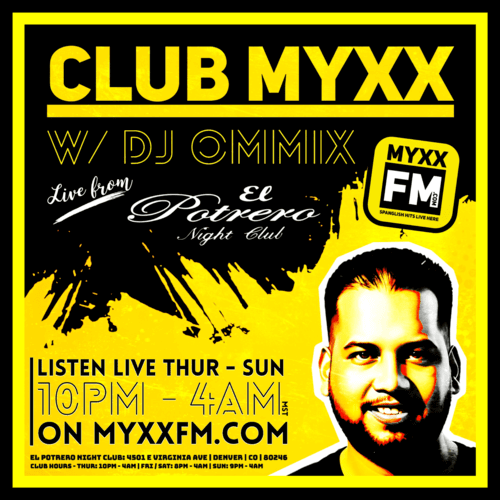 CLUB MYXX
W/ DJ OMMIX
Live from
El
Potrero
Night Club
MYXX
FM
.COM
SPANGLISH HITS LIVE HERE
LISTEN LIVE THUR - SUN
10PM - 4AM MST
ON MYXXFM.COM
EL POTRERO NIGHT CLUB: 4501 E VIRGINIA AVE | DENVER | CO | 80246
CLUB HOURS - THUR: 10PM - 4AM | FRI / SAT: 8PM - 4AM | SUN: 9PM - 4AM